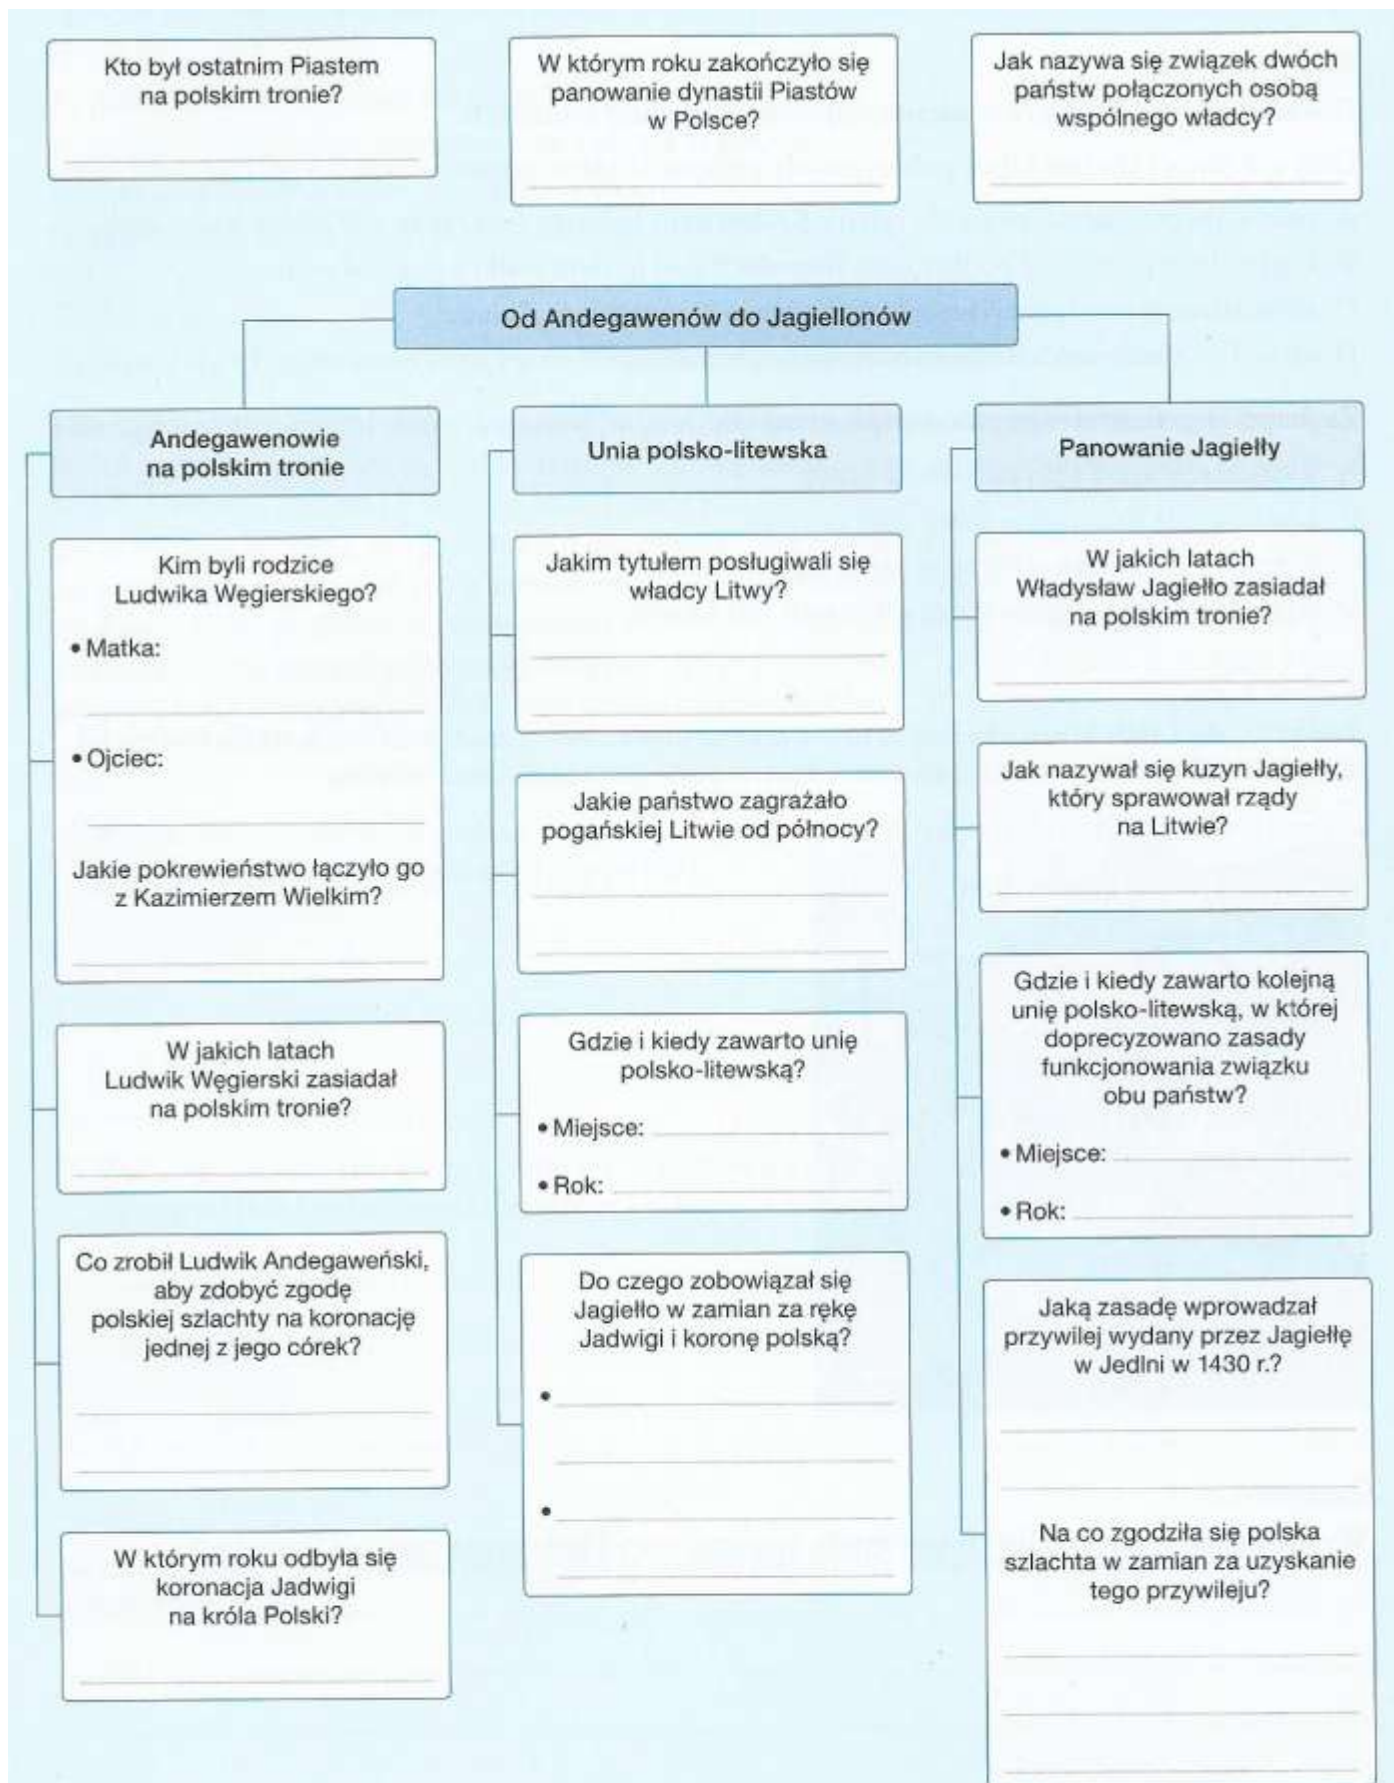 Kto był ostatnim Piastem
na polskim tronie?
W którym roku zakończyło się
panowanie dynastii Piastów
w Polsce?
Jak nazywa się związek dwóch
państw połączonych osobą
wspólnego władcy?
Od Andegawenów do Jagiellonów
Andegawenowie
na polskim tronie
Kim byli rodzice
Ludwika Węgierskiego?
• Matka:
• Ojciec:
Jakie pokrewieństwo łączyło go
z Kazimierzem Wielkim?
W jakich latach
Ludwik Węgierski zasiadał
na polskim tronie?
Co zrobił Ludwik Andegaweński,
aby zdobyć zgodę
polskiej szlachty na koronację
jednej z jego córek?
W którym roku odbyła się
koronacja Jadwigi
na króla Polski?
Unia polsko-litewska
Jakim tytułem posługiwali się
władcy Litwy?
Jakie państwo zagrażało
pogańskiej Litwie od północy?
Gdzie i kiedy zawarto unię
polsko-litewską?
• Miejsce:
• Rok:
Do czego zobowiązał się
Jagiełło w zamian za rękę
Jadwigi i koronę polską?
•
•
Panowanie Jagiełły
W jakich latach
Władysław Jagiełło zasiadał
na polskim tronie?
Jak nazywał się kuzyn Jagiełły,
który sprawował rządy
na Litwie?
Gdzie i kiedy zawarto kolejną
unię polsko-litewską, w której
doprecyzowano zasady
funkcjonowania związku
obu państw?
• Miejsce:
• Rok:
Jaką zasadę wprowadzał
przywilej wydany przez Jagiełłę
w Jedlni w 1430 r.?
Na co zgodziła się polska
szlachta w zamian za uzyskanie
tego przywileju?